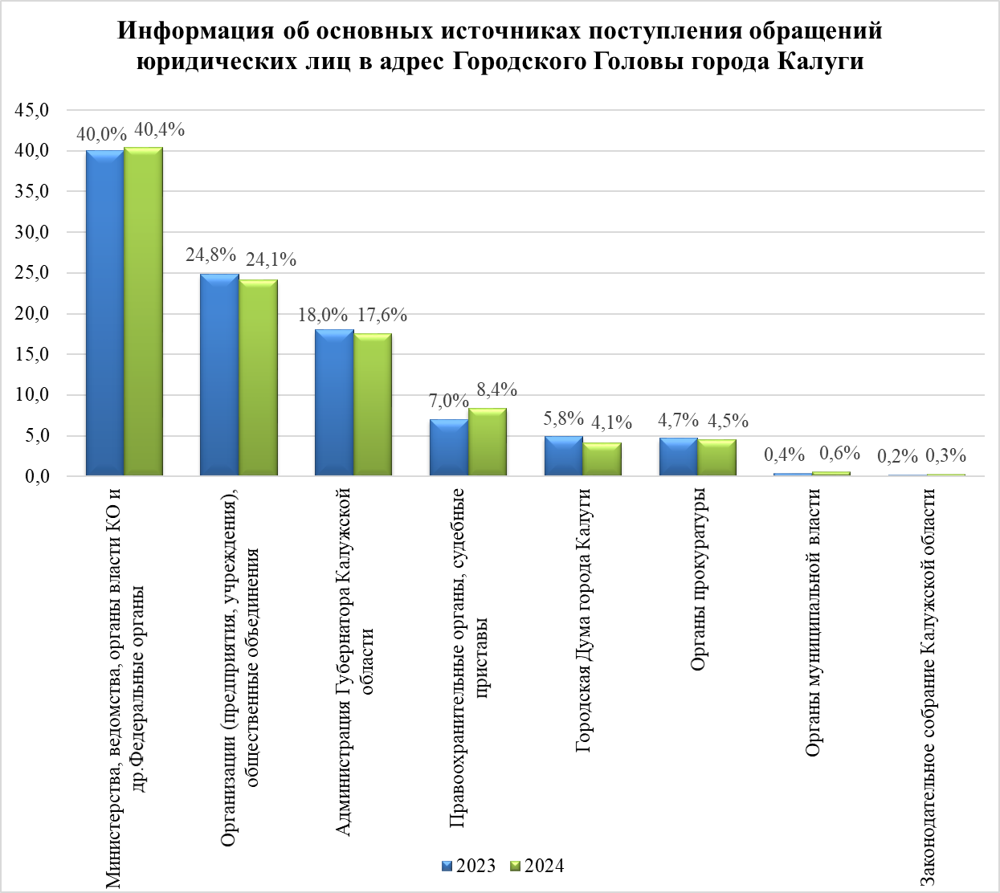 Информация об основных источниках поступления обращений
юридических лиц в адрес Городского Головы города Калуги
45,0
40,0
35,0
30,0
25,0
20,0
15,0
10,0
5,0
0,0
40,0%
40,4%
24,8%
24,1%
18,0%
17,6%
7,0%
8,4%
5,8%
4,1%
4,7%
4,5%
0,4%
0,6%
0,2%
0,3%
Министерства, ведомства, органы власти КО и
др.Федеральные органы
Организации (предприятия, учреждения),
общественные объединения
Администрация Губернатора Калужской
области
Правоохранительные органы, судебные
приставы
Городская Дума города Калуги
Органы прокуратуры
Органы муниципальной власти
Законодательное собрание Калужской области
2023
2024